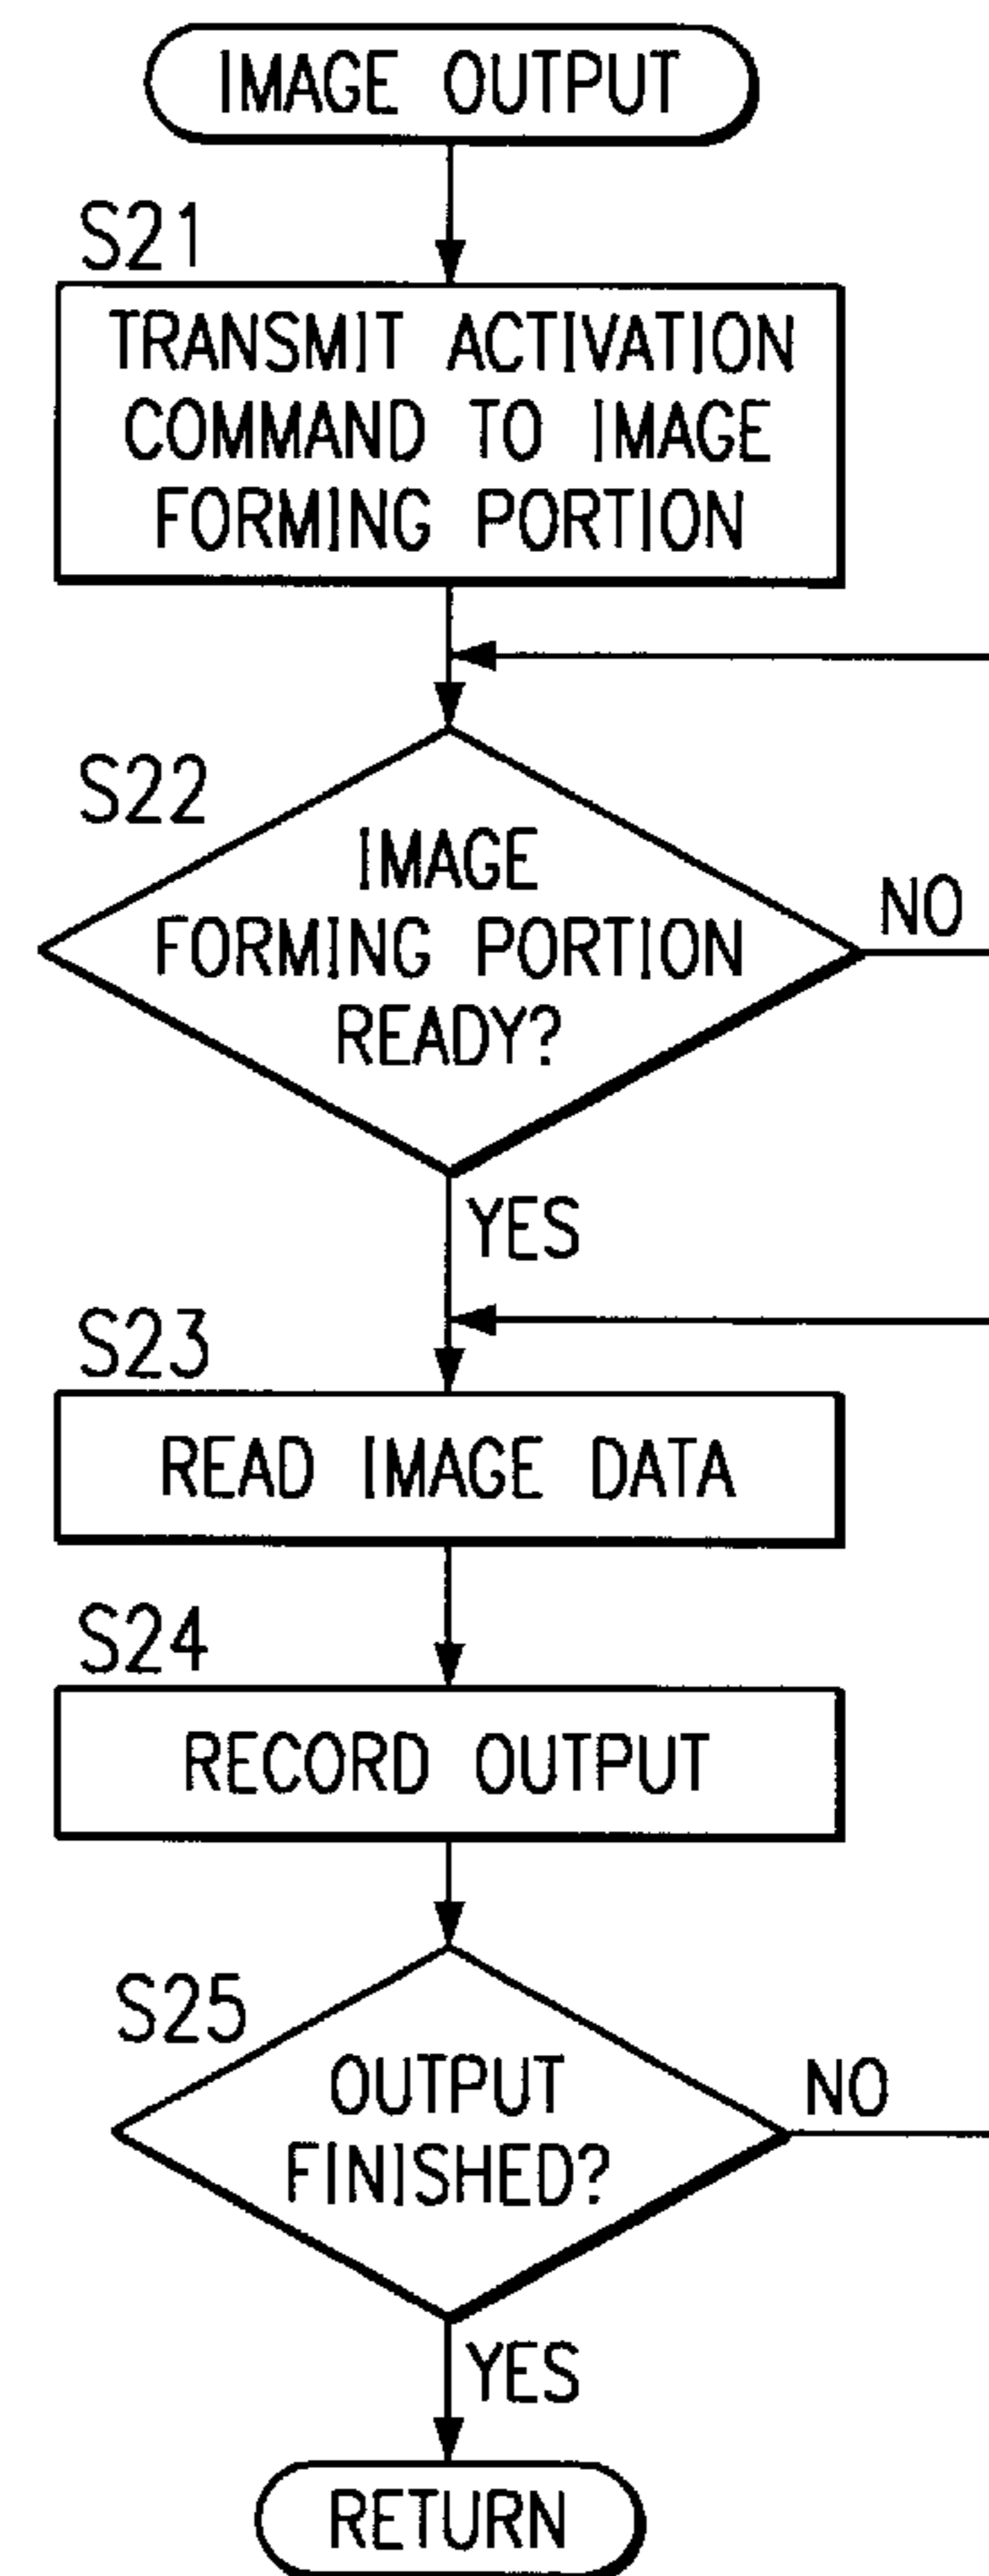 IMAGE OUTPUT
S21
TRANSMIT ACTIVATION
COMMAND TO IMAGE
FORMING PORTION
S22
IMAGE
FORMING PORTION
READY?
NO
YES
S23
READ IMAGE DATA
S24
RECORD OUTPUT
S25
OUTPUT
FINISHED?
NO
YES
RETURN